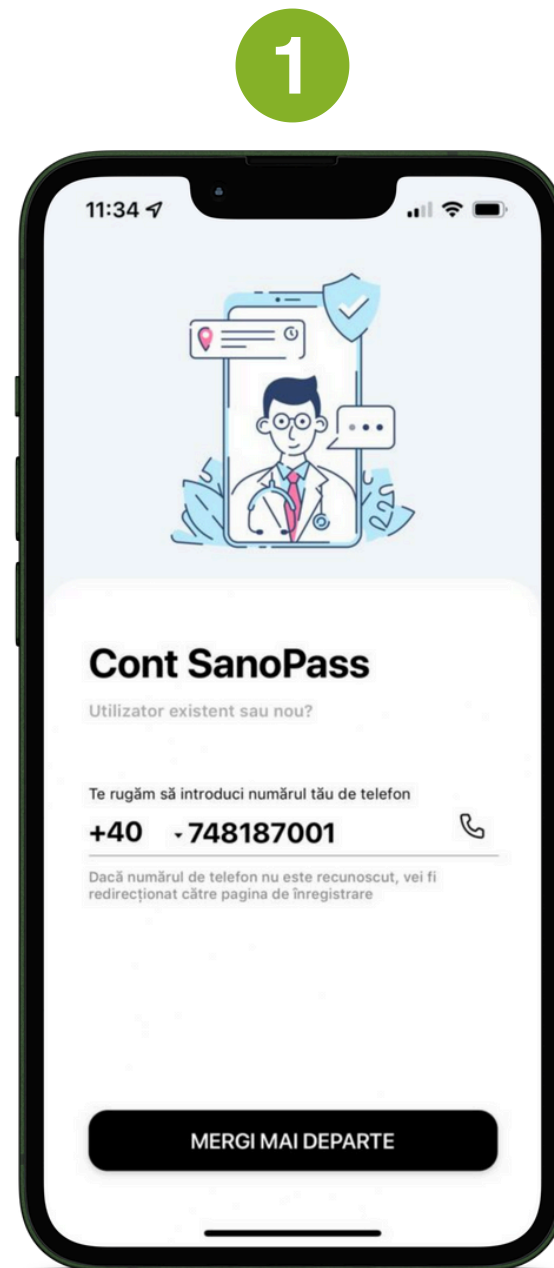 1
11:34
Cont SanoPass
Utilizator existent sau nou?
Te rugăm să introduci numărul tău de telefon
+40 748187001
Dacă numărul de telefon nu este recunoscut, vei fi
redirecționat către pagina de înregistrare
MERGI MAI DEPARTE